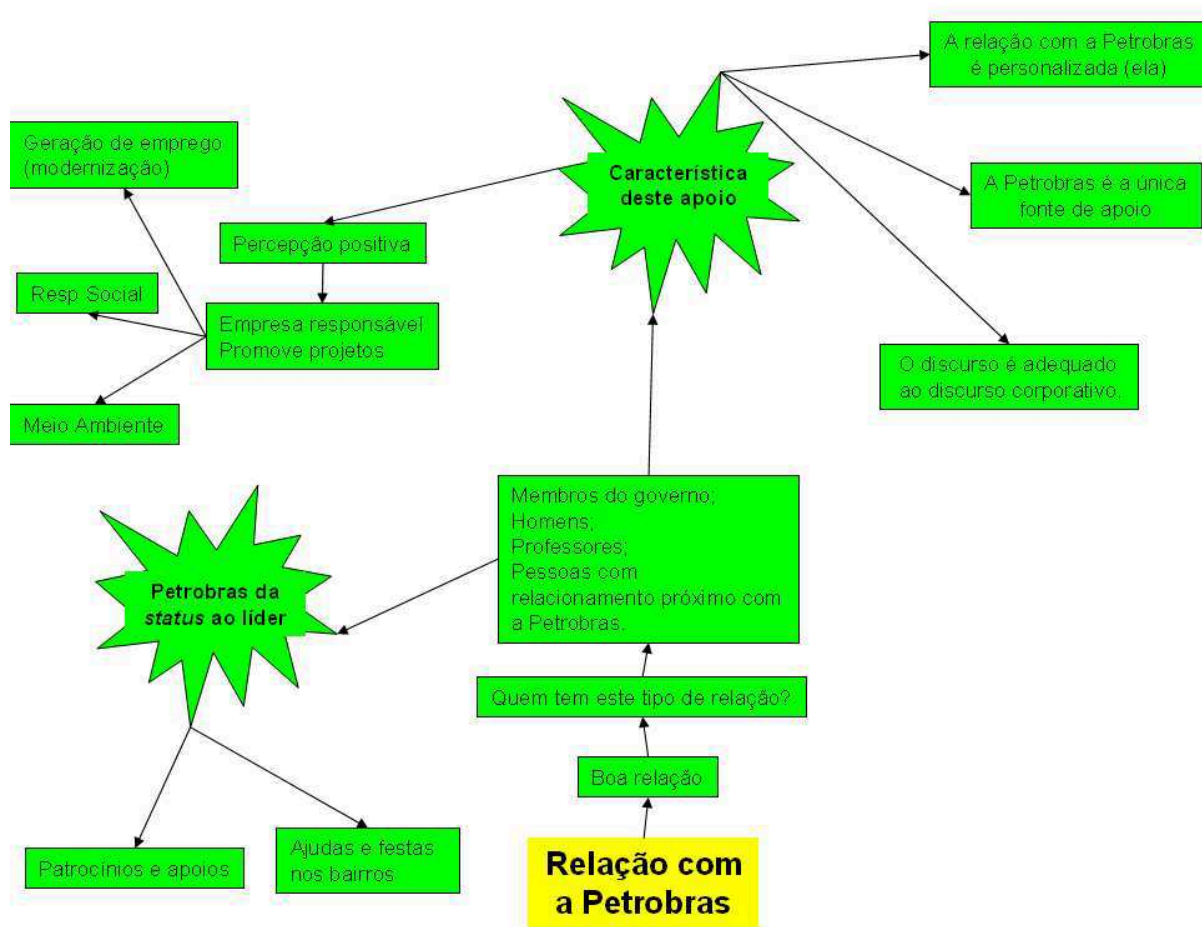 A relação com a Petrobras
é personalizada (ela)
Geração de emprego
(modernização)
Característica
deste apoio
A Petrobras é a única
fonte de apoio
Percepção positiva
Resp Social
Empresa responsável
Promove projetos
O discurso é adequado
ao discurso corporativo.
Meio Ambiente
Membros do governo;
Homens;
Professores;
Pessoas com
relacionamento próximo com
a Petrobras.
Petrobras da
status ao líder
Quem tem este tipo de relação?
Boa relação
Patrocínios e apoios
Ajudas e festas
nos bairros
Relação com
a Petrobras